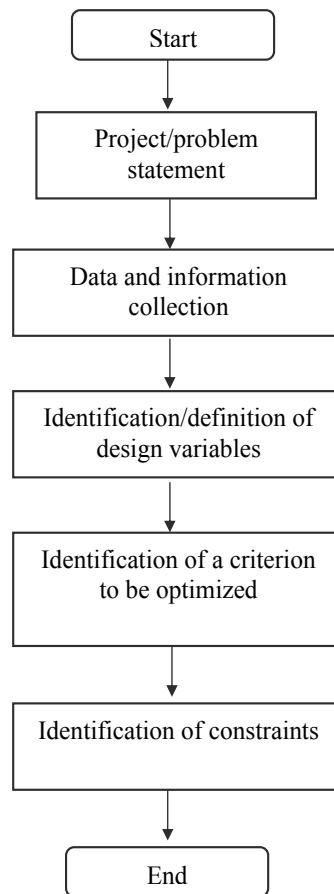 Start
Project/problem
statement
Data and information
collection
Identification/definition of
design variables
Identification of a criterion
to be optimized
Identification of constraints
End